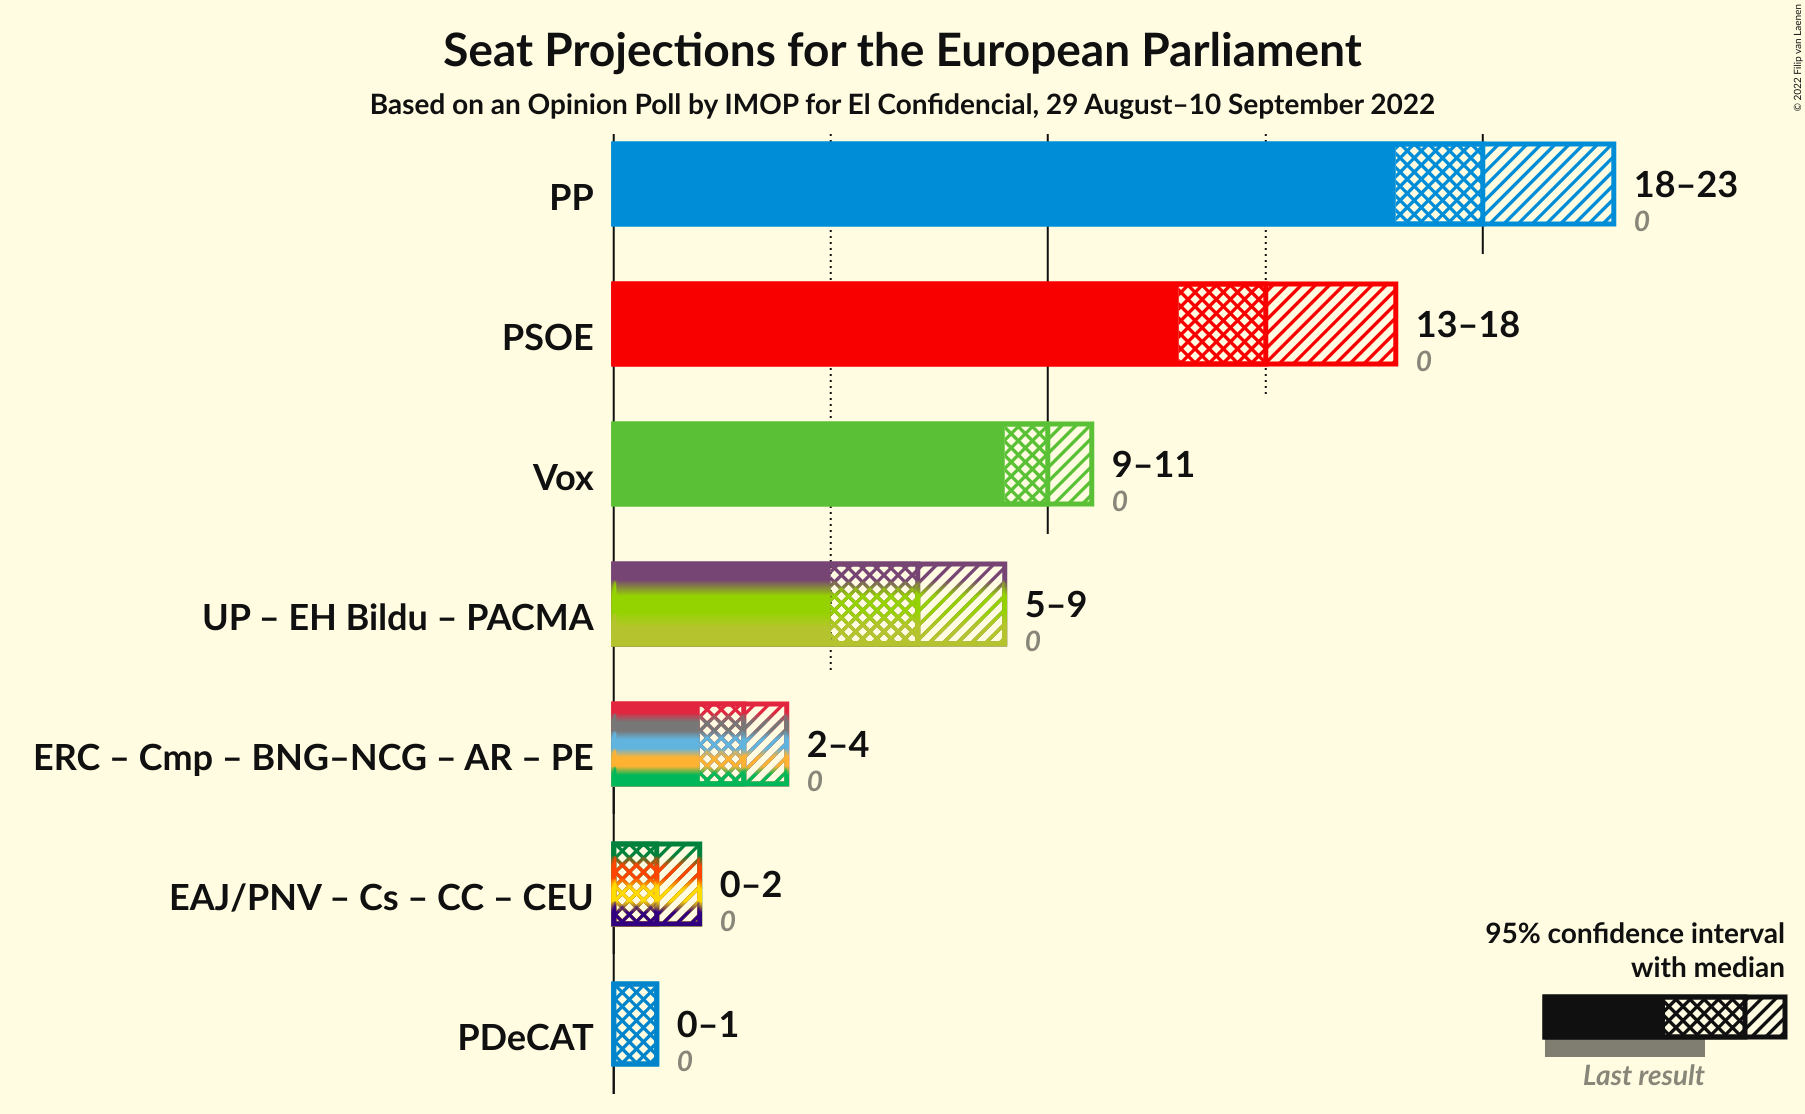 Seat Projections for the European Parliament
Based on an Opinion Poll by IMOP for El Confidencial, 29 August–10 September 2022
© 2022 Filip van Laenen
PP
18–23
0
PSOE
13–18
0
Vox
9–11
0
UP – EH Bildu – PACMA
5–9
0
ERC – Cmp – BNG–NCG – AR – PE
2–4
0
EAJ/PNV – Cs – CC – CEU
0–2
0
PDeCAT
0–1
0
95% confidence interval
with median
Last result